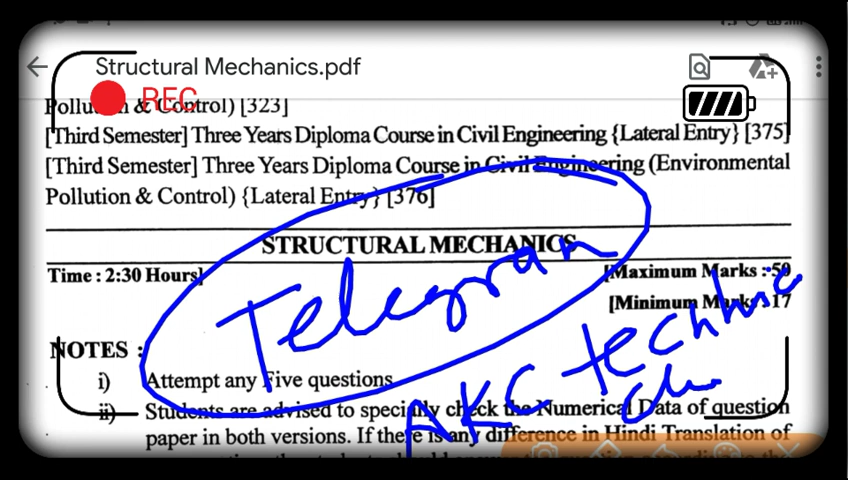 Structural Mechanics.pdf
REC
Pollution & Control) [323]
[Third Semester] Three Years Diploma Course in Civil Engineering {Lateral Entry} [375]
[Third Semester] Three Years Diploma Course in Civil Engineering (Environmental
Pollution & Control) {Lateral Entry} [376]
STRUCTURAL MECHANICS
Time : 2:30 Hours]
[Maximum Marks : 50
[Minimum Marks : 17
Telegram
NOTES :
i) Attempt any Five questions
AKC technic
ii) Students are advised to specially check the Numerical Data of question
paper in both versions. If there is any difference in Hindi Translation of